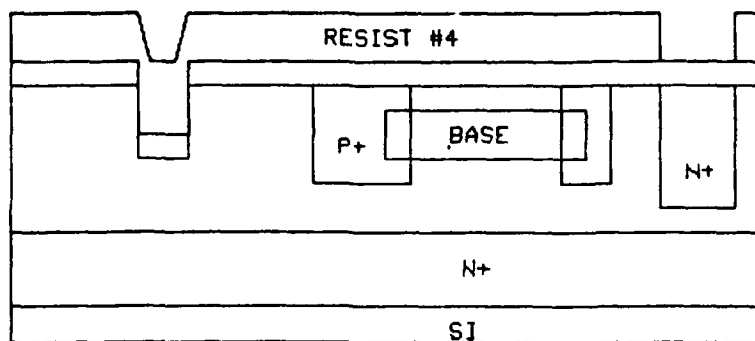 RESIST #4
P+
BASE
N+
N+
SI